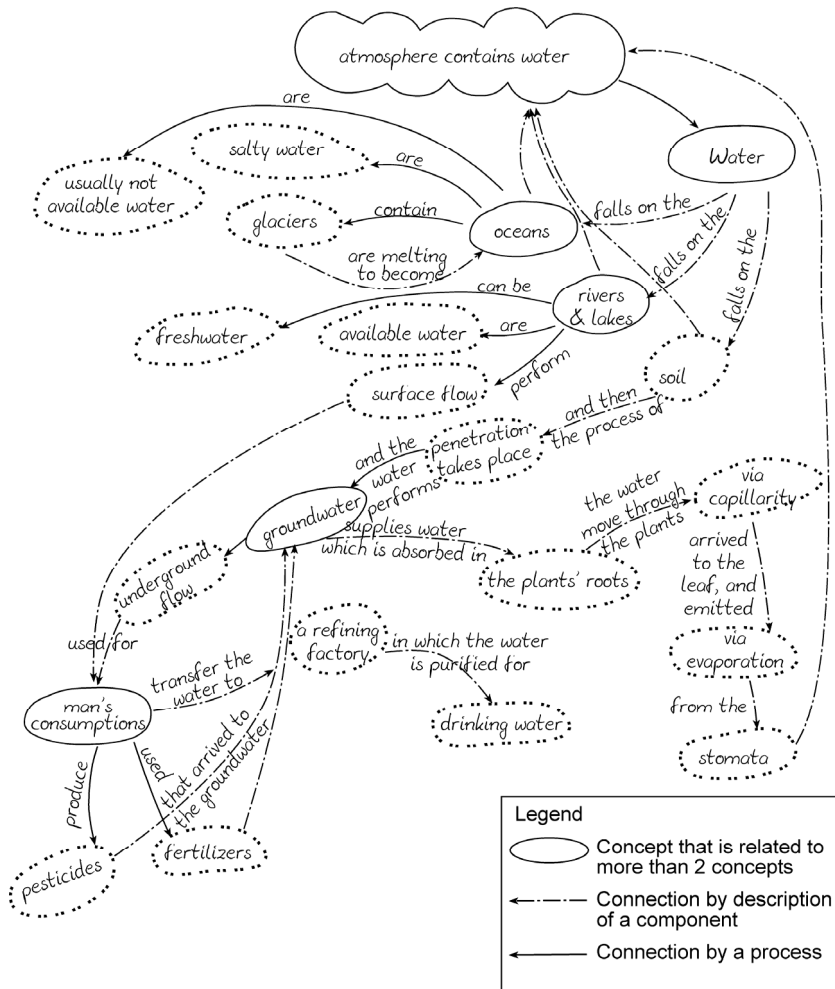 atmosphere contains water
Water
are
salty water
are
usually not
available water
glaciers
contain
oceans
falls on the
falls on the
falls on the
are melting
to become
can be
rivers
& lakes
freshwater
available water
are
perform
surface flow
soil
and then
the process of
penetration
takes place
and the
water
performs
groundwater
supplies water
which is absorbed in
the water
move through
the plants
via
capillarity
the plants' roots
arrived
to the
leaf, and
emitted
underground
flow
used for
a refining
factory
in which the water
is purified for
via
evaporation
transfer the
water to
man's
consumptions
drinking water
from the
stomata
produce
used
that arrived to
the groundwater
pesticides
fertilizers
Legend
Concept that is related to
more than 2 concepts
Connection by description
of a component
Connection by a process